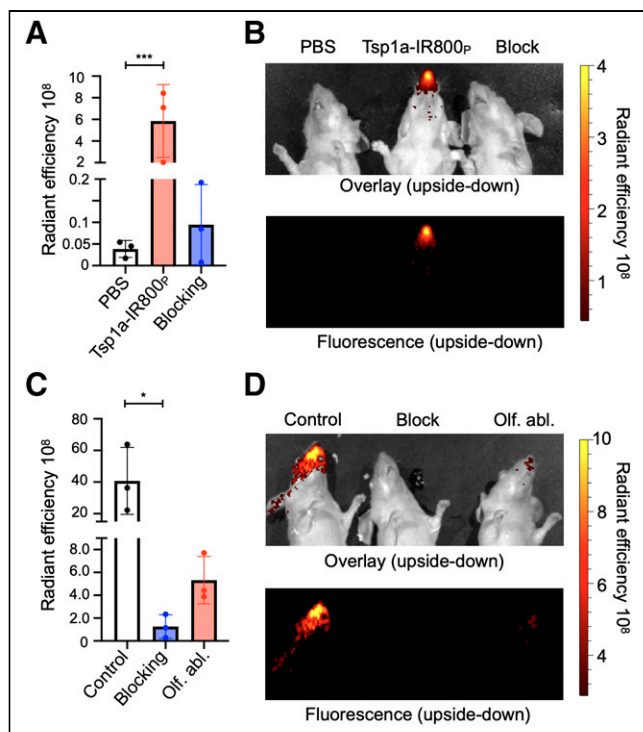 A
Radiant efficiency 10⁸
10
8
6
4
2
0.2
0.1
0.05
0
***
PBS
Tsp1a-IR800P
Blocking
B
PBS Tsp1a-IR800P Block
Overlay (upside-down)
Fluorescence (upside-down)
4
3
2
1
Radiant efficiency 10⁸
C
Radiant efficiency 10⁸
80
60
40
20
8.0
6.0
4.0
2.0
0
*
Control
Blocking
Olf. abl.
D
Control Block Olf. abl.
Overlay (upside-down)
Fluorescence (upside-down)
10
8
6
4
Radiant efficiency 10⁸